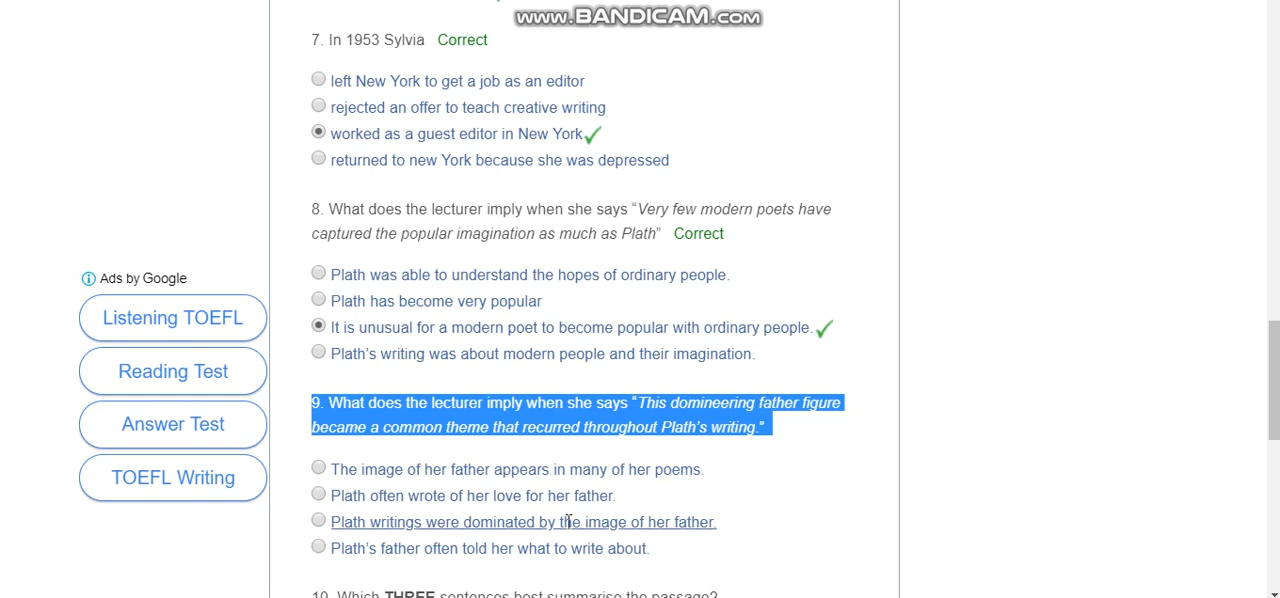 www.BANDICAM.com
7. In 1953 Sylvia Correct
left New York to get a job as an editor
rejected an offer to teach creative writing
worked as a guest editor in New York
returned to new York because she was depressed
8. What does the lecturer imply when she says “Very few modern poets have
captured the popular imagination as much as Plath” Correct
Plath was able to understand the hopes of ordinary people.
Plath has become very popular
It is unusual for a modern poet to become popular with ordinary people.
Plath’s writing was about modern people and their imagination.
Ads by Google
Listening TOEFL
Reading Test
Answer Test
TOEFL Writing
9. What does the lecturer imply when she says “This domineering father figure
became a common theme that recurred throughout Plath’s writing.”
The image of her father appears in many of her poems.
Plath often wrote of her love for her father.
Plath writings were dominated by the image of her father.
Plath’s father often told her what to write about.
10. Which THREE sentences best summarise the passage?